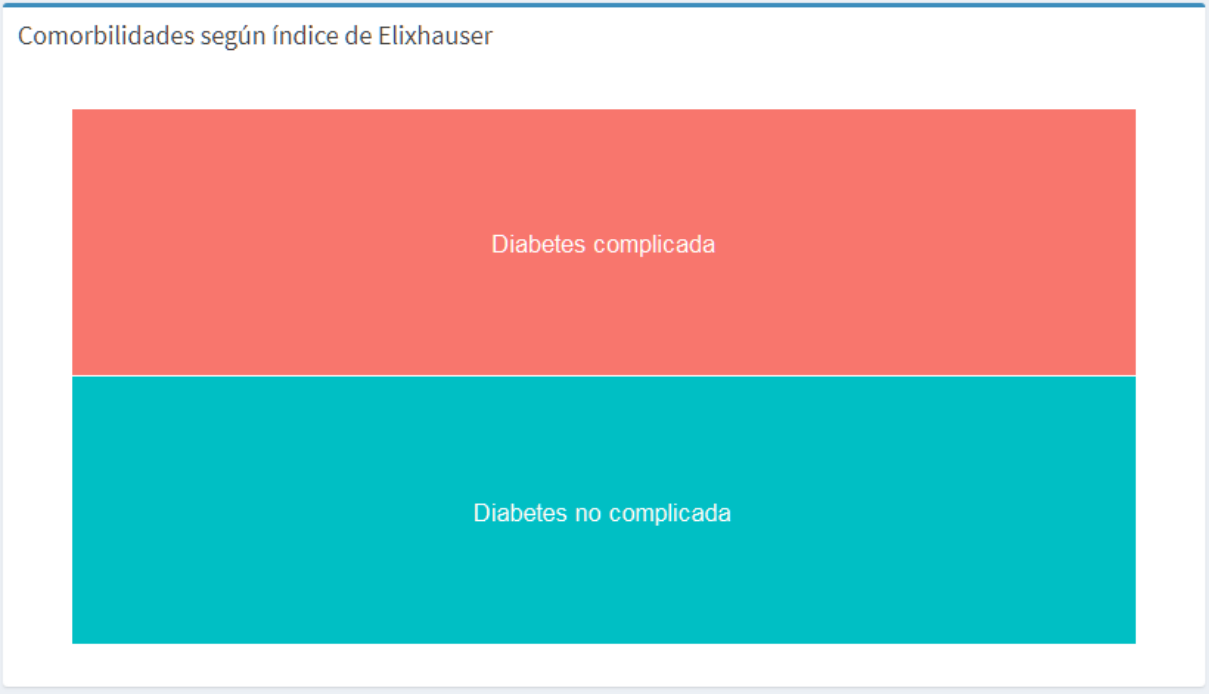 Comorbilidades según índice de Elixhauser
Diabetes complicada
Diabetes no complicada